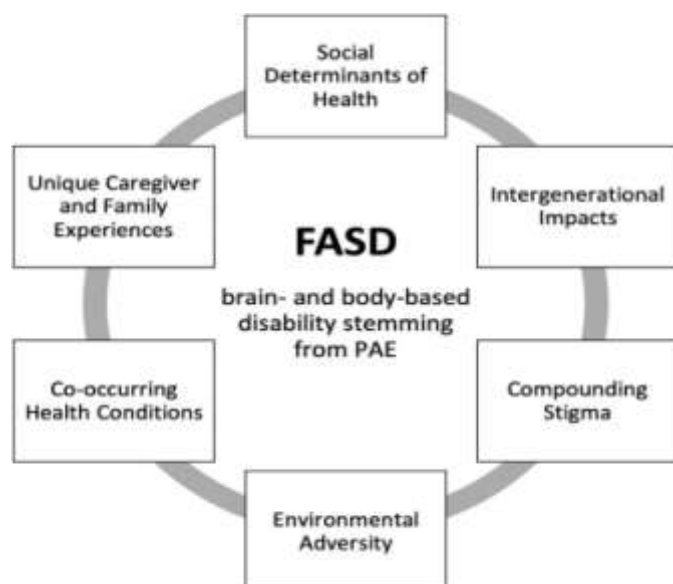 Social
Determinants of
Health
Intergenerational
Impacts
Compounding
Stigma
Environmental
Adversity
Co-occurring
Health Conditions
Unique Caregiver
and Family
Experiences
FASD
brain- and body-based
disability stemming
from PAE